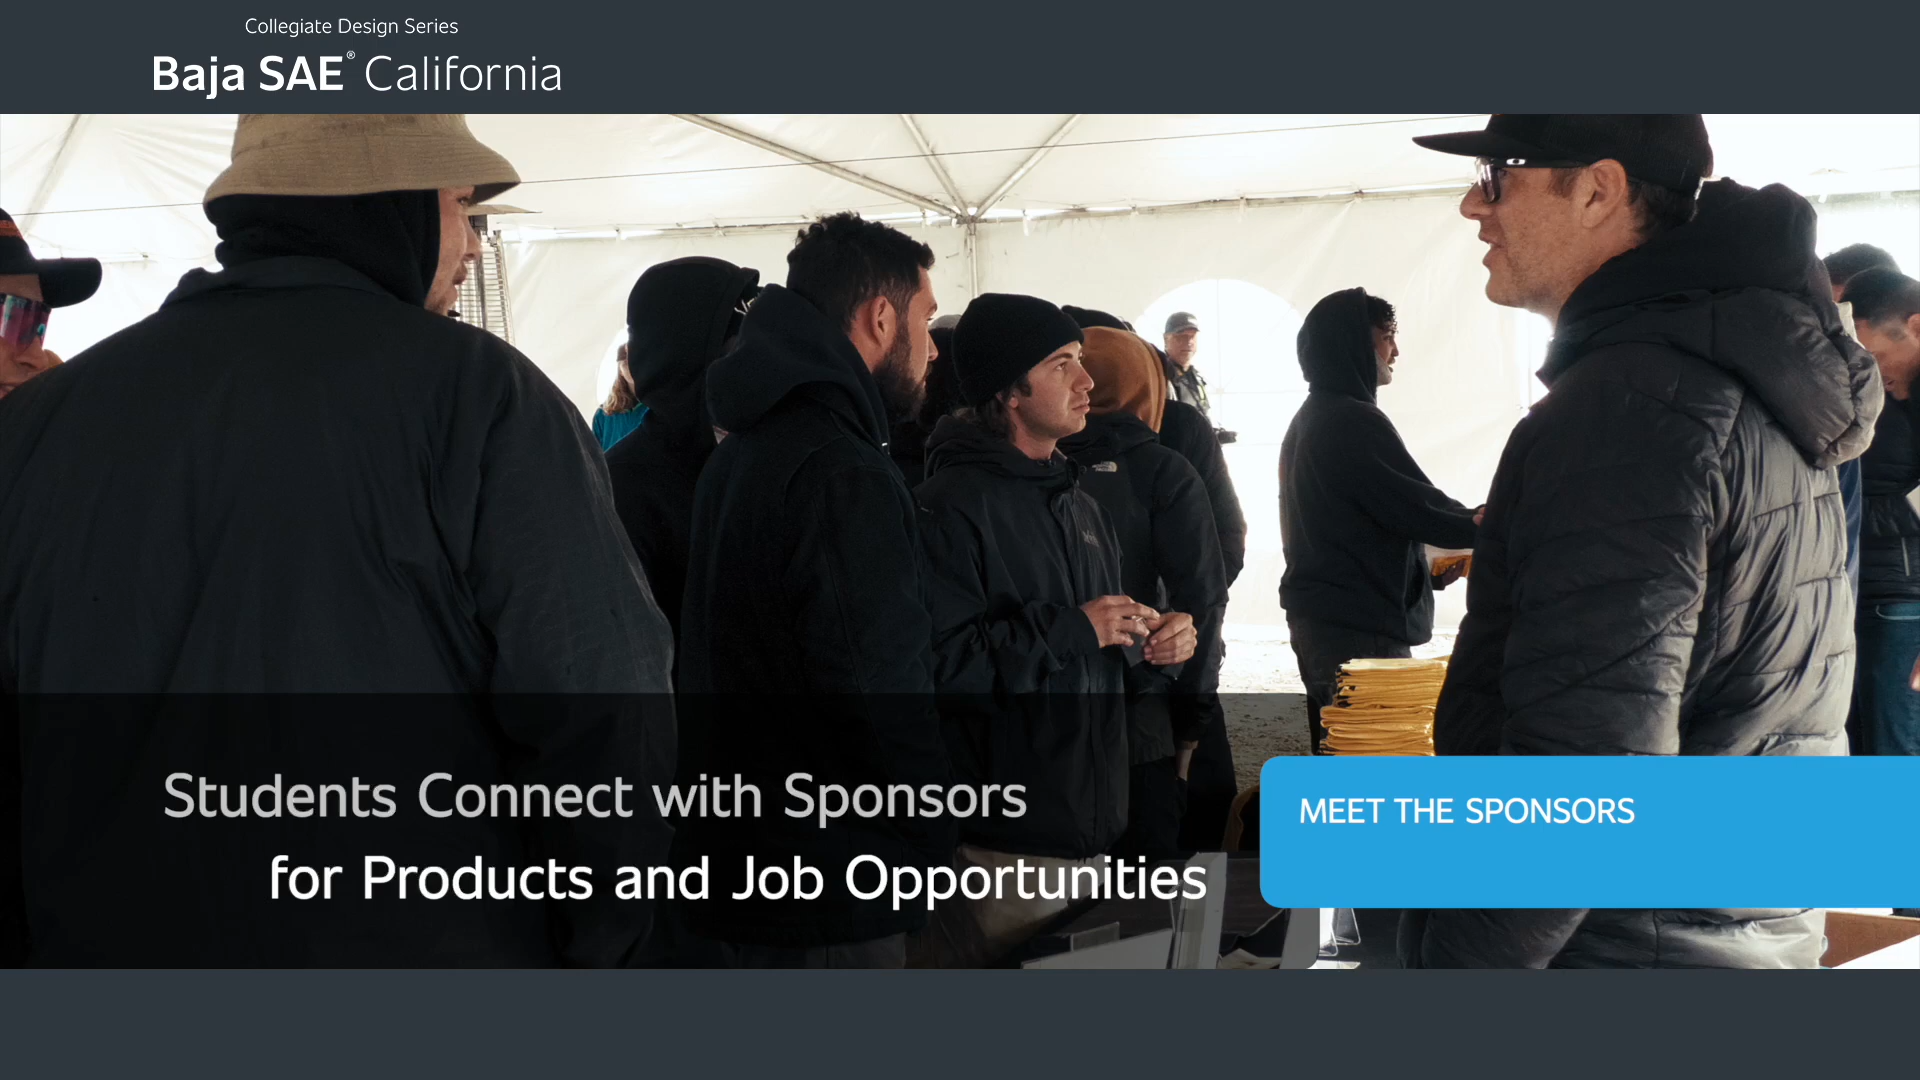 Collegiate Design Series
Baja SAE® California
Students Connect with Sponsors
for Products and Job Opportunities
MEET THE SPONSORS